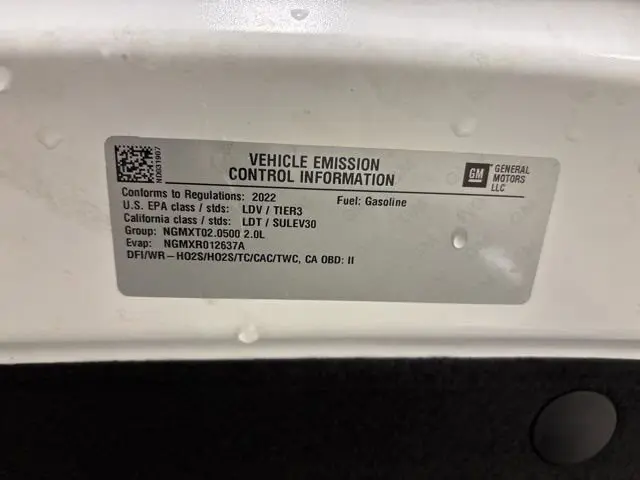 VEHICLE EMISSION
CONTROL INFORMATION
GM
GENERAL
MOTORS
LLC
Conforms to Regulations: 2022
Fuel: Gasoline
U.S. EPA class / stds: LDV / TIER3
California class / stds: LDT / SULEV30
Group: NGMXT02.0500 2.0L
Evap: NGMXR012637A
DFI/WR-HO2S/HO2S/TC/CAC/TWC, CA OBD: II